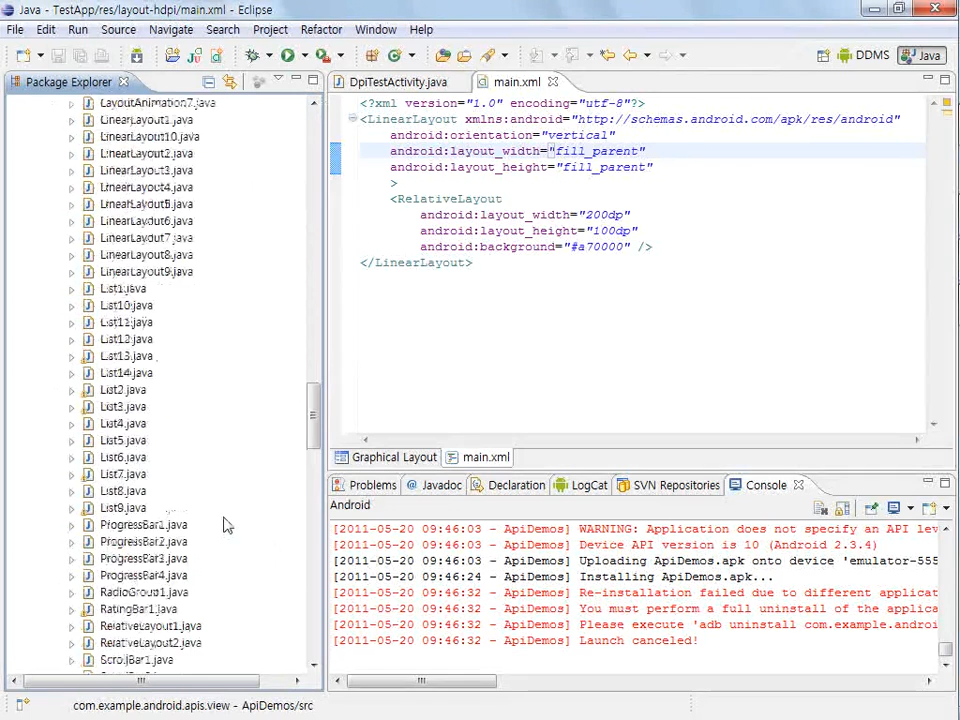 Java - TestApp/res/layout-hdpi/main.xml - Eclipse
File Edit Run Source Navigate Search Project Refactor Window Help
DDMS Java
Package Explorer
LayoutAnimation7.java
LinearLayout1.java
LinearLayout10.java
LinearLayout2.java
LinearLayout3.java
LinearLayout4.java
LinearLayout5.java
LinearLayout6.java
LinearLayout7.java
LinearLayout8.java
LinearLayout9.java
List1.java
List10.java
List11.java
List12.java
List13.java
List14.java
List2.java
List3.java
List4.java
List5.java
List6.java
List7.java
List8.java
List9.java
ProgressBar1.java
ProgressBar2.java
ProgressBar3.java
ProgressBar4.java
RadioGroup1.java
RatingBar1.java
RelativeLayout1.java
RelativeLayout2.java
ScrollBar1.java
DpiTestActivity.java main.xml
<?xml version="1.0" encoding="utf-8"?>
<LinearLayout xmlns:android="http://schemas.android.com/apk/res/android"
android:orientation="vertical"
android:layout_width="fill_parent"
android:layout_height="fill_parent"
>
<RelativeLayout
android:layout_width="200dp"
android:layout_height="100dp"
android:background="#a70000" />
</LinearLayout>
Graphical Layout main.xml
Problems Javadoc Declaration LogCat SVN Repositories Console
Android
[2011-05-20 09:46:03 - ApiDemos] WARNING: Application does not specify an API lev
[2011-05-20 09:46:03 - ApiDemos] Device API version is 10 (Android 2.3.4)
[2011-05-20 09:46:03 - ApiDemos] Uploading ApiDemos.apk onto device 'emulator-555
[2011-05-20 09:46:24 - ApiDemos] Installing ApiDemos.apk...
[2011-05-20 09:46:32 - ApiDemos] Re-installation failed due to different applicat
[2011-05-20 09:46:32 - ApiDemos] You must perform a full uninstall of the applica
[2011-05-20 09:46:32 - ApiDemos] Please execute 'adb uninstall com.example.androi
[2011-05-20 09:46:32 - ApiDemos] Launch canceled!
com.example.android.apis.view - ApiDemos/src